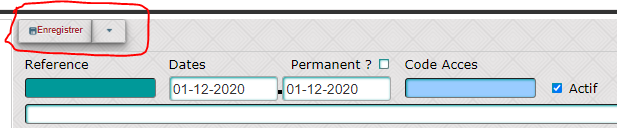 Enregistrer
Reference Dates Permanent ? Code Acces
01-12-2020 01-12-2020 Actif